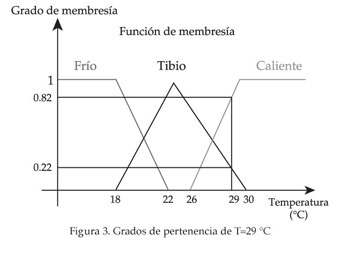 Grado de membresía
Función de membresía
Frío Tibio Caliente
1
0.82
0.22
18 22 26 29 30 Temperatura
(°C)
Figura 3. Grados de pertenencia de T=29 °C